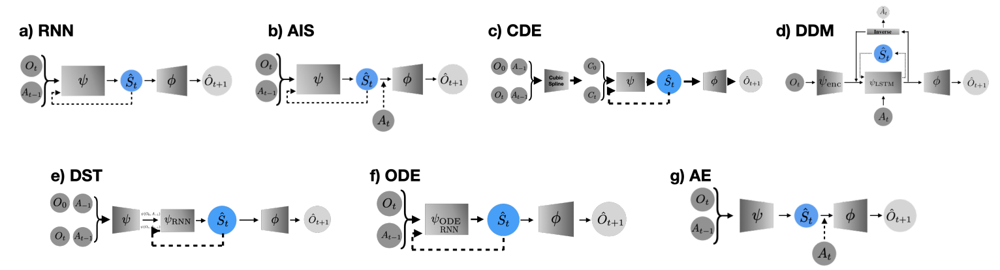 a) RNN
O_t
A_{t-1}
ψ
Ŝ_t
ϕ
Ô_{t+1}
b) AIS
O_t
A_{t-1}
ψ
Ŝ_t
ϕ
Ô_{t+1}
A_t
c) CDE
O_0 A_{-1}
O_t A_{t-1}
Cubic
Spline
C_0
C_t
ψ
Ŝ_t
ϕ
Ô_{t+1}
d) DDM
Inverse
Ŝ_t
O_t
ψ_enc
ψ_LSTM
ϕ
Ô_{t+1}
A_t
e) DST
O_0 A_{-1}
O_t A_{t-1}
ψ
ψ(O_0, A_{-1})
ψ_RNN
Ŝ_t
ϕ
Ô_{t+1}
f) ODE
O_t
A_{t-1}
ψ_ODE
RNN
Ŝ_t
ϕ
Ô_{t+1}
g) AE
O_t
A_{t-1}
ψ
Ŝ_t
ϕ
Ô_{t+1}
A_t